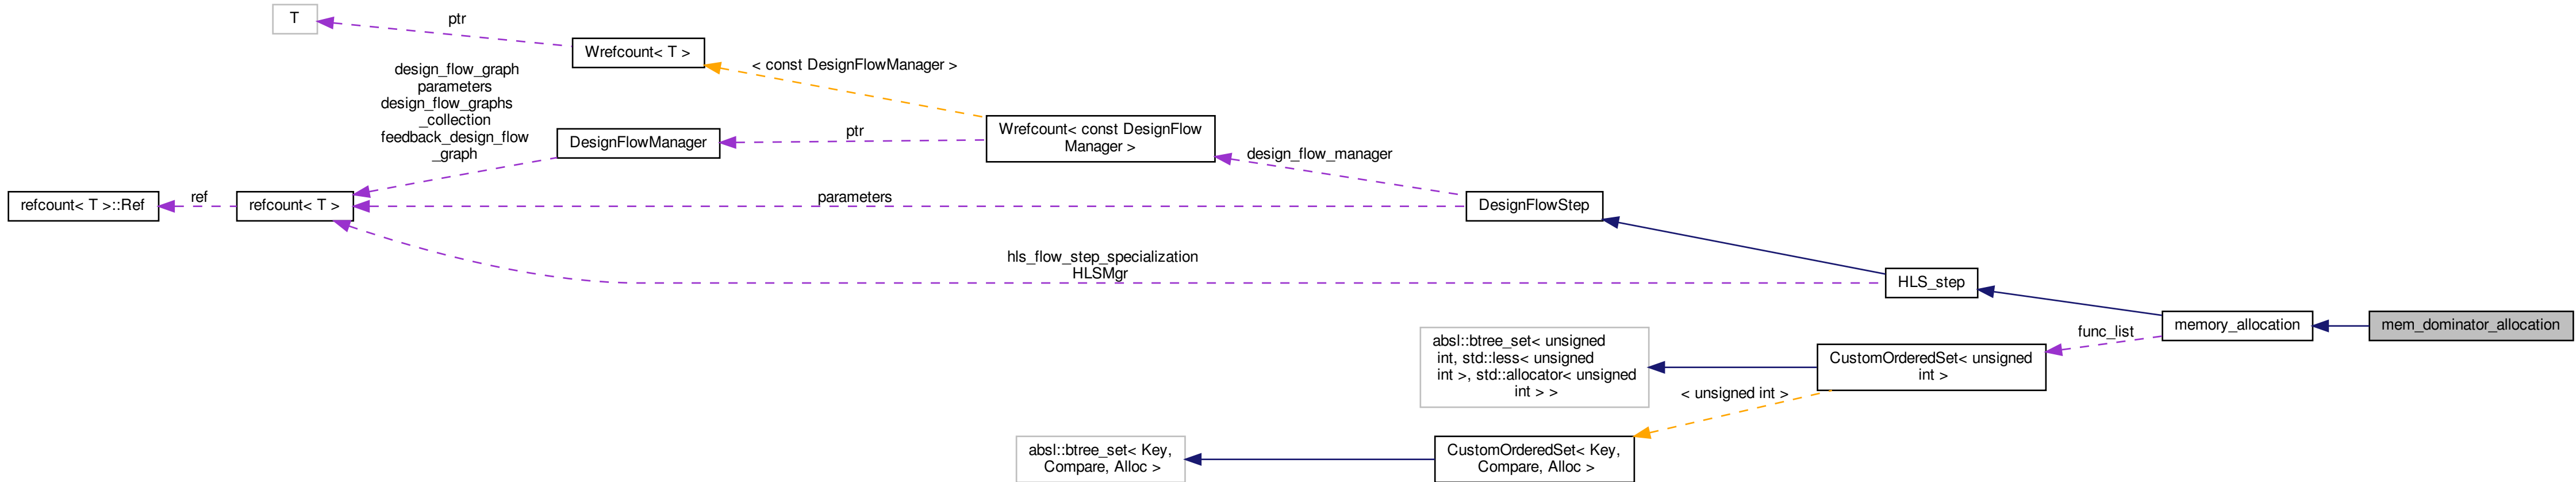 T
ptr
Wrefcount< T >
< const DesignFlowManager >
design_flow_graph
parameters
design_flow_graphs
_collection
feedback_design_flow
_graph
DesignFlowManager
ptr
Wrefcount< const DesignFlow
Manager >
design_flow_manager
refcount< T >::Ref
ref
refcount< T >
parameters
DesignFlowStep
hls_flow_step_specialization
HLSMgr
HLS_step
memory_allocation
mem_dominator_allocation
func_list
absl::btree_set< unsigned
int, std::less< unsigned
int >, std::allocator< unsigned
int > >
CustomOrderedSet< unsigned
int >
< unsigned int >
absl::btree_set< Key,
Compare, Alloc >
CustomOrderedSet< Key,
Compare, Alloc >